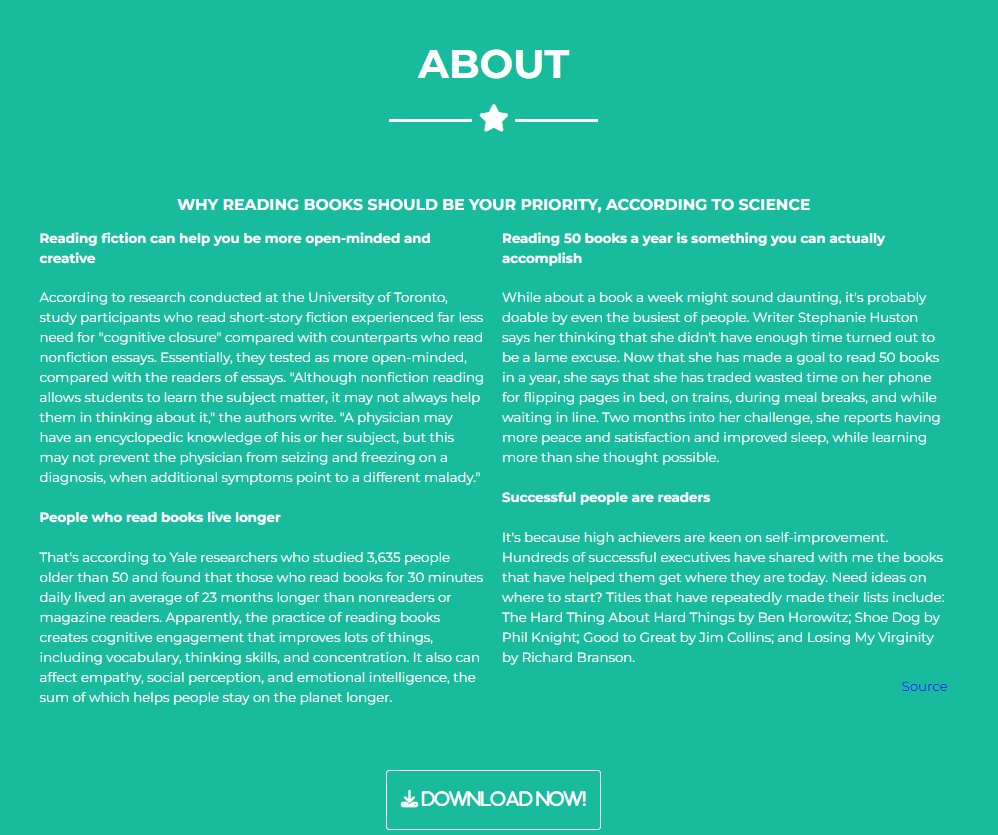 ABOUT
WHY READING BOOKS SHOULD BE YOUR PRIORITY, ACCORDING TO SCIENCE
Reading fiction can help you be more open-minded and
creative
According to research conducted at the University of Toronto,
study participants who read short-story fiction experienced far less
need for "cognitive closure" compared with counterparts who read
nonfiction essays. Essentially, they tested as more open-minded,
compared with the readers of essays. "Although nonfiction reading
allows students to learn the subject matter, it may not always help
them in thinking about it," the authors write. "A physician may
have an encyclopedic knowledge of his or her subject, but this
may not prevent the physician from seizing and freezing on a
diagnosis, when additional symptoms point to a different malady."
People who read books live longer
That's according to Yale researchers who studied 3,635 people
older than 50 and found that those who read books for 30 minutes
daily lived an average of 23 months longer than nonreaders or
magazine readers. Apparently, the practice of reading books
creates cognitive engagement that improves lots of things,
including vocabulary, thinking skills, and concentration. It also can
affect empathy, social perception, and emotional intelligence, the
sum of which helps people stay on the planet longer.
Reading 50 books a year is something you can actually
accomplish
While about a book a week might sound daunting, it's probably
doable by even the busiest of people. Writer Stephanie Huston
says her thinking that she didn't have enough time turned out to
be a lame excuse. Now that she has made a goal to read 50 books
in a year, she says that she has traded wasted time on her phone
for flipping pages in bed, on trains, during meal breaks, and while
waiting in line. Two months into her challenge, she reports having
more peace and satisfaction and improved sleep, while learning
more than she thought possible.
Successful people are readers
It's because high achievers are keen on self-improvement.
Hundreds of successful executives have shared with me the books
that have helped them get where they are today. Need ideas on
where to start? Titles that have repeatedly made their lists include:
The Hard Thing About Hard Things by Ben Horowitz; Shoe Dog by
Phil Knight; Good to Great by Jim Collins; and Losing My Virginity
by Richard Branson.
Source
DOWNLOAD NOW!